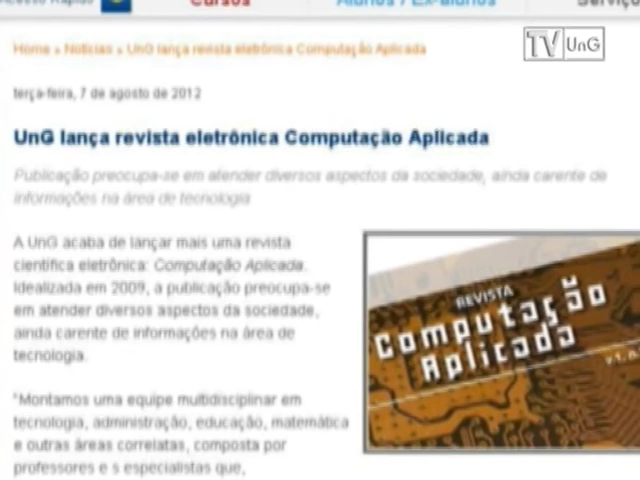 Acesso Rápido
Cursos
Alunos / Ex-alunos
Serviço
TV UnG
Home » Notícias » UnG lança revista eletrônica Computação Aplicada
terça-feira, 7 de agosto de 2012
UnG lança revista eletrônica Computação Aplicada
Publicação preocupa-se em atender diversos aspectos da sociedade, ainda carente de
informações na área de tecnologia
A UnG acaba de lançar mais uma revista
científica eletrônica: Computação Aplicada.
Idealizada em 2009, a publicação preocupa-se
em atender diversos aspectos da sociedade,
ainda carente de informações na área de
tecnologia.
"Montamos uma equipe multidisciplinar em
tecnologia, administração, educação, matemática
e outras áreas correlatas, composta por
professores e s especialistas que,
REVISTA
Computação
Aplicada